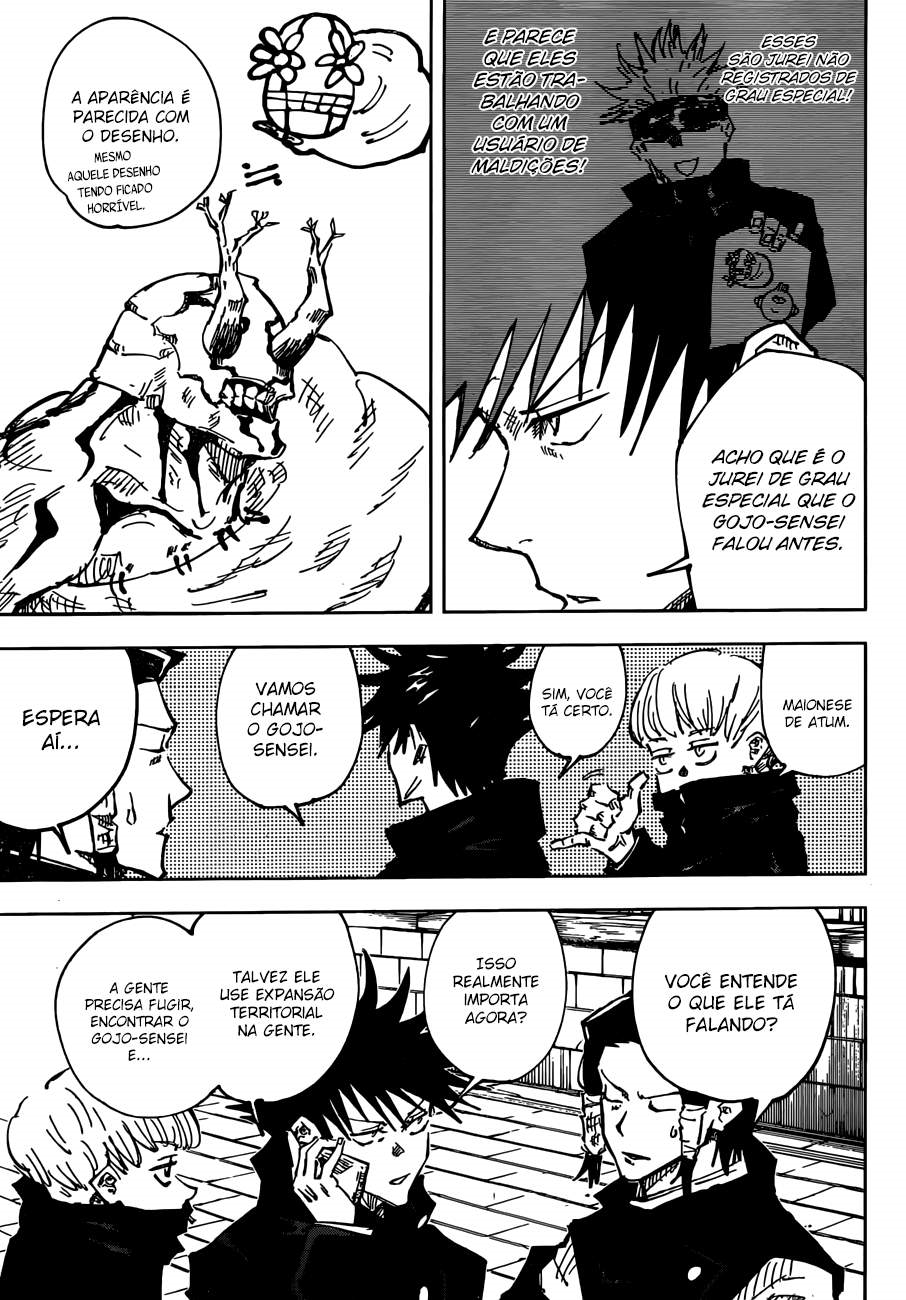 ESSES
SÃO JUREI NÃO
REGISTRADOS DE
GRAU ESPECIAL!
E PARECE
QUE ELES
ESTÃO TRA-
BALHANDO
COM UM
USUÁRIO DE
MALDIÇÕES!
ACHO QUE É O
JUREI DE GRAU
ESPECIAL QUE O
GOJO-SENSEI
FALOU ANTES.
A APARÊNCIA É
PARECIDA COM
O DESENHO.
MESMO
AQUELE DESENHO
TENDO FICADO
HORRÍVEL.
MAIONESE
DE ATUM.
SIM, VOCÊ
TÁ CERTO.
VAMOS
CHAMAR
O GOJO-
SENSEI.
ESPERA
AÍ...
VOCÊ ENTENDE
O QUE ELE TÁ
FALANDO?
ISSO
REALMENTE
IMPORTA
AGORA?
TALVEZ ELE
USE EXPANSÃO
TERRITORIAL
NA GENTE.
A GENTE
PRECISA FUGIR,
ENCONTRAR O
GOJO-SENSEI
E...